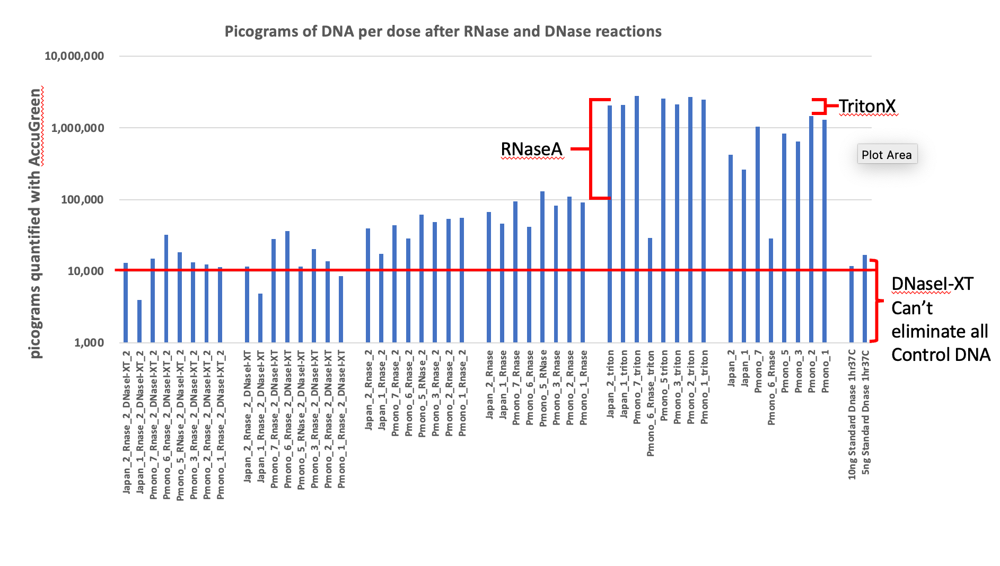 Picograms of DNA per dose after RNase and DNase reactions
picograms quantified with AccuGreen
10,000,000
1,000,000
100,000
10,000
1,000
RNaseA
TritonX
Plot Area
DNaseI-XT
Can’t
eliminate all
Control DNA
Japan_2_Rnase_2_DNaseI-XT_2
Japan_1_Rnase_2_DNaseI-XT_2
Pmono_7_Rnase_2_DNaseI-XT_2
Pmono_6_Rnase_2_DNaseI-XT_2
Pmono_5_RNase_2_DNaseI-XT_2
Pmono_3_Rnase_2_DNaseI-XT_2
Pmono_2_Rnase_2_DNaseI-XT_2
Pmono_1_Rnase_2_DNaseI-XT_2
Japan_2_Rnase_2_DNaseI-XT
Japan_1_Rnase_2_DNaseI-XT
Pmono_7_Rnase_2_DNaseI-XT
Pmono_6_Rnase_2_DNaseI-XT
Pmono_5_RNase_2_DNaseI-XT
Pmono_3_Rnase_2_DNaseI-XT
Pmono_2_Rnase_2_DNaseI-XT
Pmono_1_Rnase_2_DNaseI-XT
Japan_2_Rnase_2
Japan_1_Rnase_2
Pmono_7_Rnase_2
Pmono_6_Rnase_2
Pmono_5_RNase_2
Pmono_3_Rnase_2
Pmono_2_Rnase_2
Pmono_1_Rnase_2
Japan_2_Rnase
Japan_1_Rnase
Pmono_7_Rnase
Pmono_6_Rnase
Pmono_5_RNase
Pmono_3_Rnase
Pmono_2_Rnase
Pmono_1_Rnase
Japan_2_triton
Japan_1_triton
Pmono_7_triton
Pmono_6_Rnase_triton
Pmono_5 triton
Pmono_3_triton
Pmono_2_triton
Pmono_1_triton
Japan_2
Japan_1
Pmono_7
Pmono_6_Rnase
Pmono_5
Pmono_3
Pmono_2
Pmono_1
10ng Standard Dnase 1hr37C
5ng Standard Dnase 1hr37C